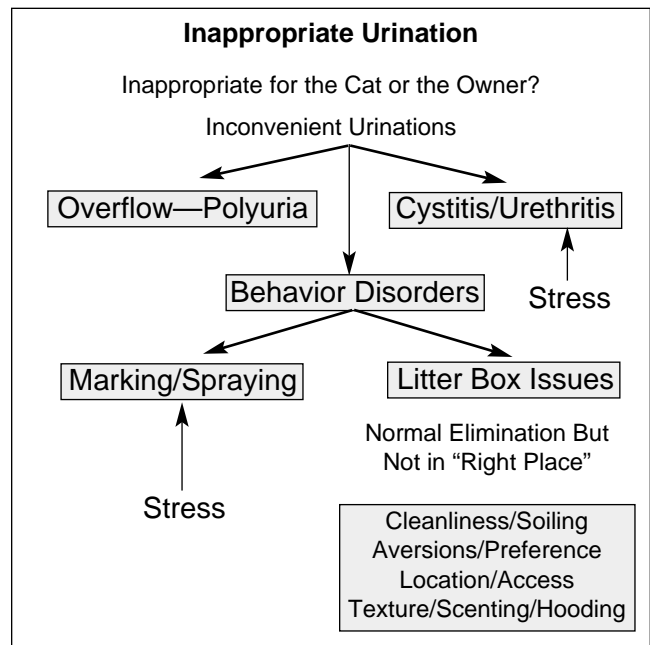 Inappropriate Urination
Inappropriate for the Cat or the Owner?
Inconvenient Urinations
Overflow—Polyuria
Cystitis/Urethritis
Behavior Disorders
Stress
Marking/Spraying
Litter Box Issues
Normal Elimination But
Not in “Right Place”
Stress
Cleanliness/Soiling
Aversions/Preference
Location/Access
Texture/Scenting/Hooding